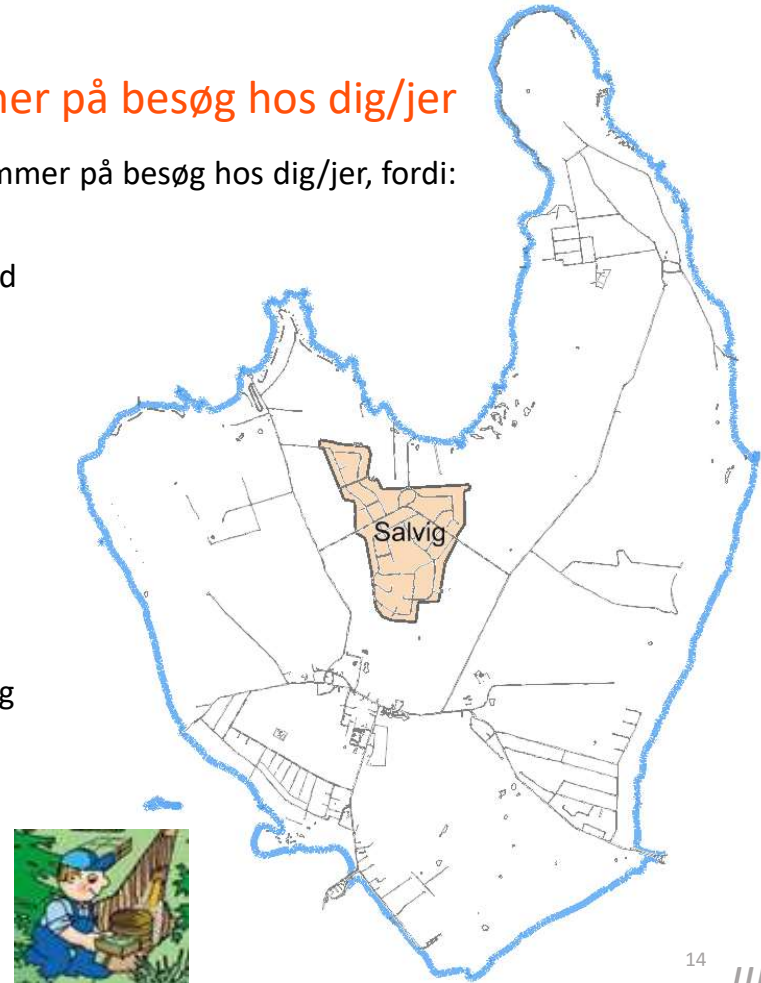 ner på besøg hos dig/jer
mmer på besøg hos dig/jer, fordi:
d
Salvig
g
14